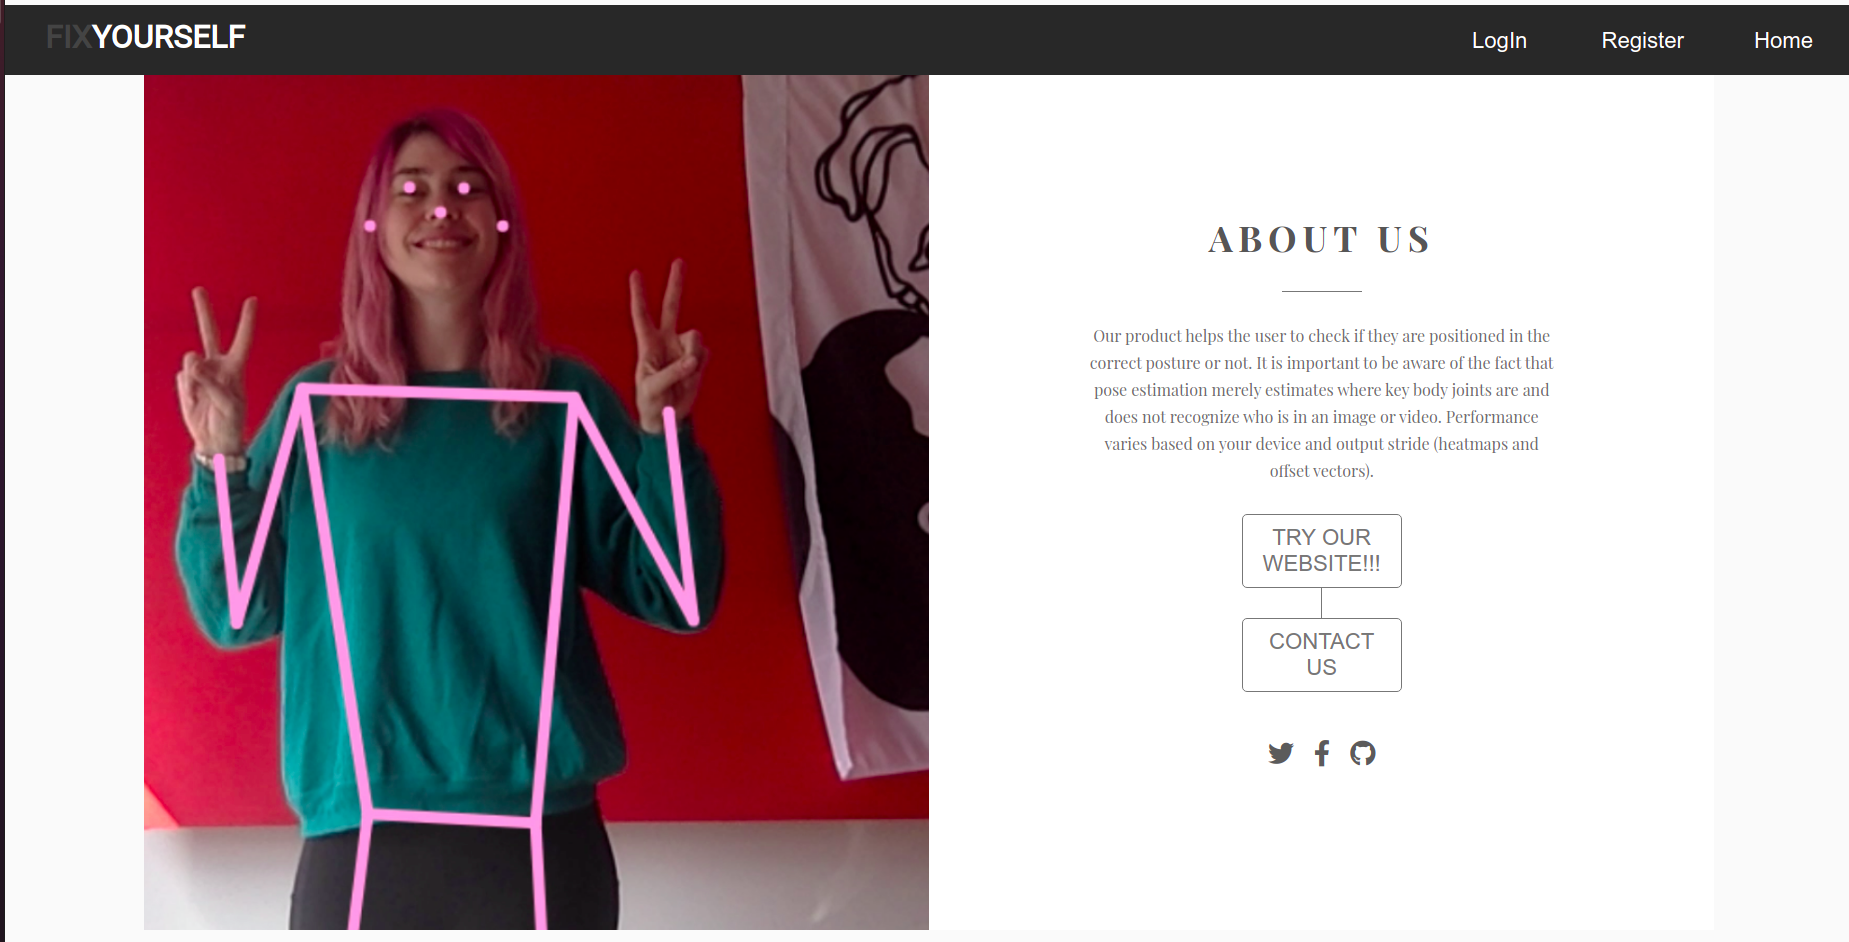 FIXYOURSELF
LogIn Register Home
ABOUT US
Our product helps the user to check if they are positioned in the
correct posture or not. It is important to be aware of the fact that
pose estimation merely estimates where key body joints are and
does not recognize who is in an image or video. Performance
varies based on your device and output stride (heatmaps and
offset vectors).
TRY OUR
WEBSITE!!!
CONTACT
US